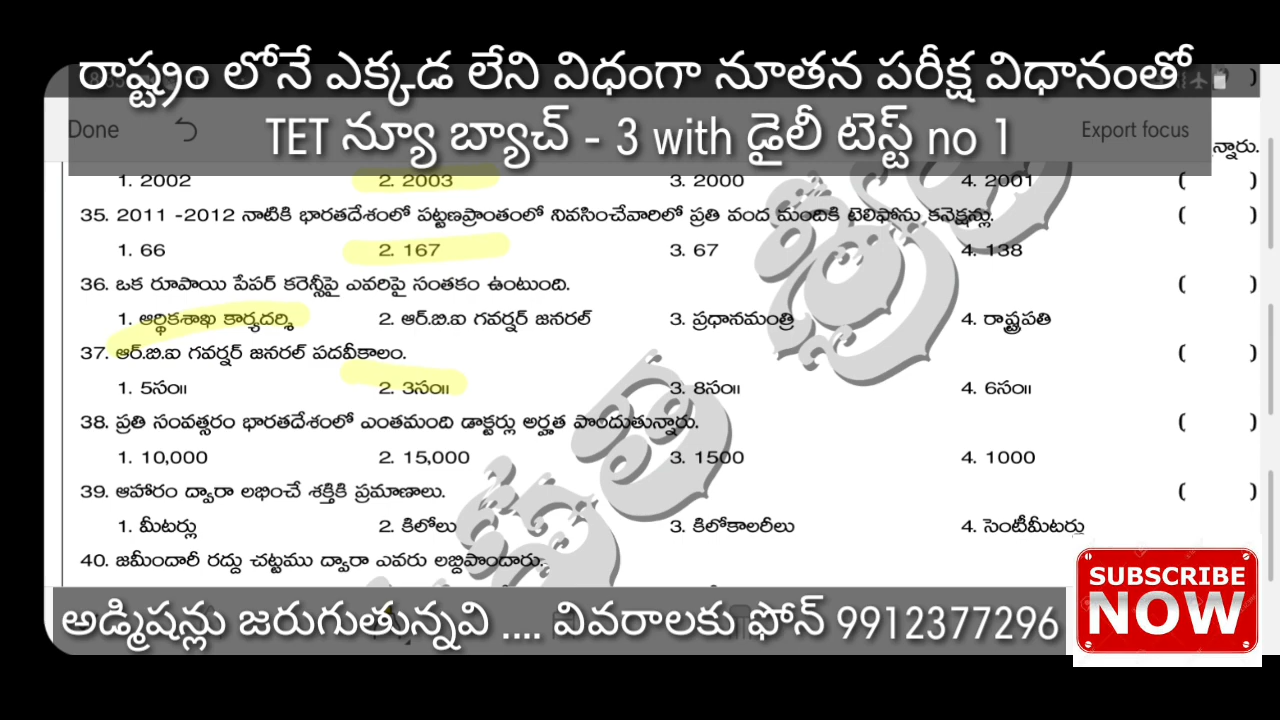 రాష్ట్రం లోనే ఎక్కడ లేని విధంగా నూతన పరీక్ష విధానంతో
TET న్యూ బ్యాచ్ - 3 with డైలీ టెస్ట్ no 1
Done Export focus
న్నారు.
1. 2002 2. 2003 3. 2000 4. 2001 ( )
35. 2011 -2012 నాటికి భారతదేశంలో పట్టణప్రాంతంలో నివసించేవారిలో ప్రతి వంద మందికి టెలిఫోను కనెక్షన్లు. ( )
1. 66 2. 167 3. 67 4. 138
36. ఒక రూపాయి పేపర్ కరెన్సీపై ఎవరిపై సంతకం ఉంటుంది. ( )
1. ఆర్థికశాఖ కార్యదర్శి 2. ఆర్.బి.ఐ గవర్నర్ జనరల్ 3. ప్రధానమంత్రి 4. రాష్ట్రపతి
37. ఆర్.బి.ఐ గవర్నర్ జనరల్ పదవీకాలం. ( )
1. 5సం॥ 2. 3సం॥ 3. 8సం॥ 4. 6సం॥
38. ప్రతి సంవత్సరం భారతదేశంలో ఎంతమంది డాక్టర్లు అర్హత పొందుతున్నారు. ( )
1. 10,000 2. 15,000 3. 1500 4. 1000
39. ఆహారం ద్వారా లభించే శక్తికి ప్రమాణాలు. ( )
1. మీటర్లు 2. కిలోలు 3. కిలోకాలరీలు 4. సెంటీమీటర్లు
40. జమీందారీ రద్దు చట్టము ద్వారా ఎవరు లబ్దిపొందారు.
అడ్మిషన్లు జరుగుతున్నవి .... వివరాలకు ఫోన్ 9912377296
SUBSCRIBE
NOW